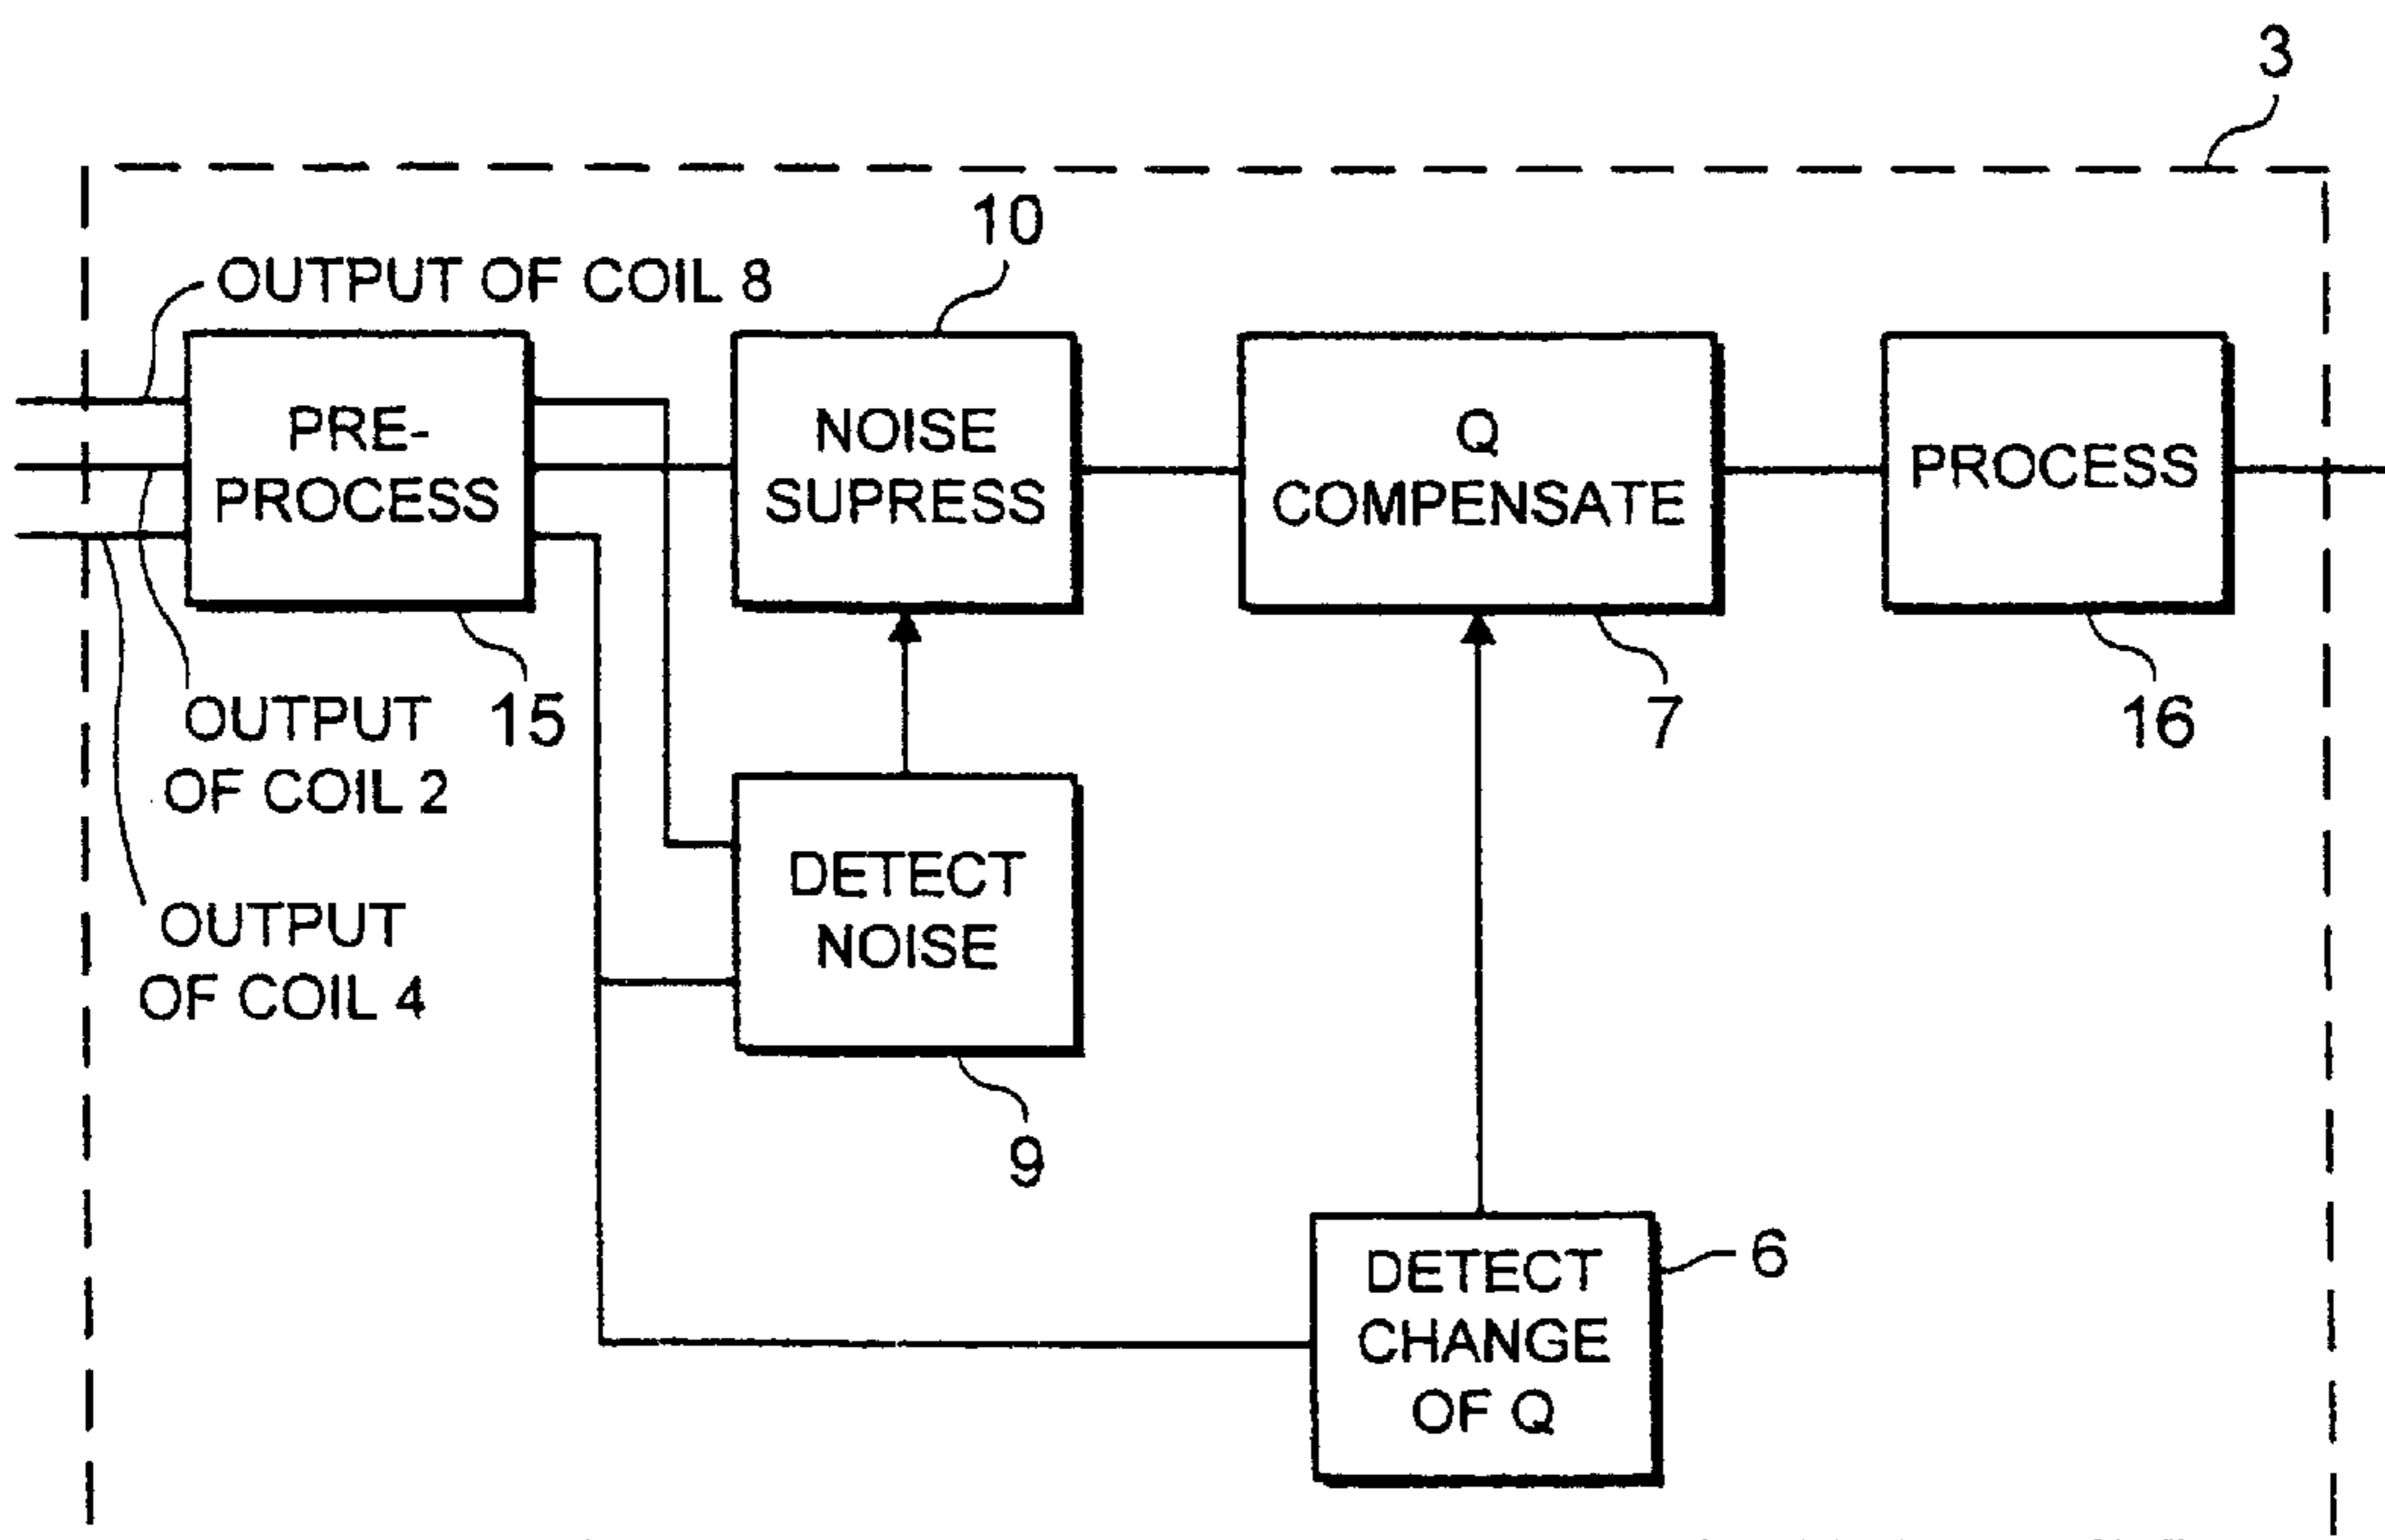 3
10
OUTPUT OF COIL 8
PRE-
PROCESS
NOISE
SUPRESS
Q
COMPENSATE
PROCESS
OUTPUT
OF COIL 2
15
7
16
DETECT
NOISE
OUTPUT
OF COIL 4
9
DETECT
CHANGE
OF Q
6